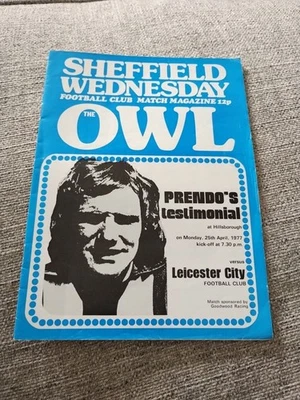 SHEFFIELD
WEDNESDAY
FOOTBALL CLUB MATCH MAGAZINE 12p
THE OWL
PRENDO'S
testimonial
at Hillsborough
on Monday, 25th April, 1977
kick-off at 7.30 p.m.
versus
Leicester City
FOOTBALL CLUB
Match sponsored by
Goodwood Racing